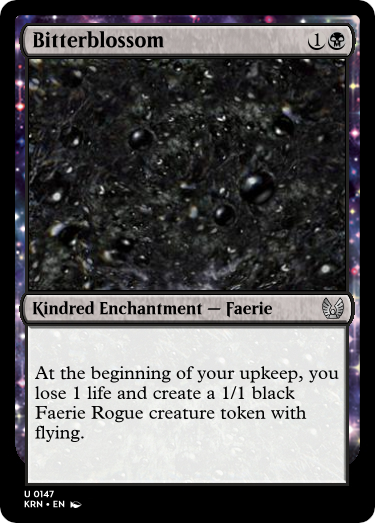 Bitterblossom 1
Kindred Enchantment — Faerie
At the beginning of your upkeep, you
lose 1 life and create a 1/1 black
Faerie Rogue creature token with
flying.
U 0147
KRN • EN